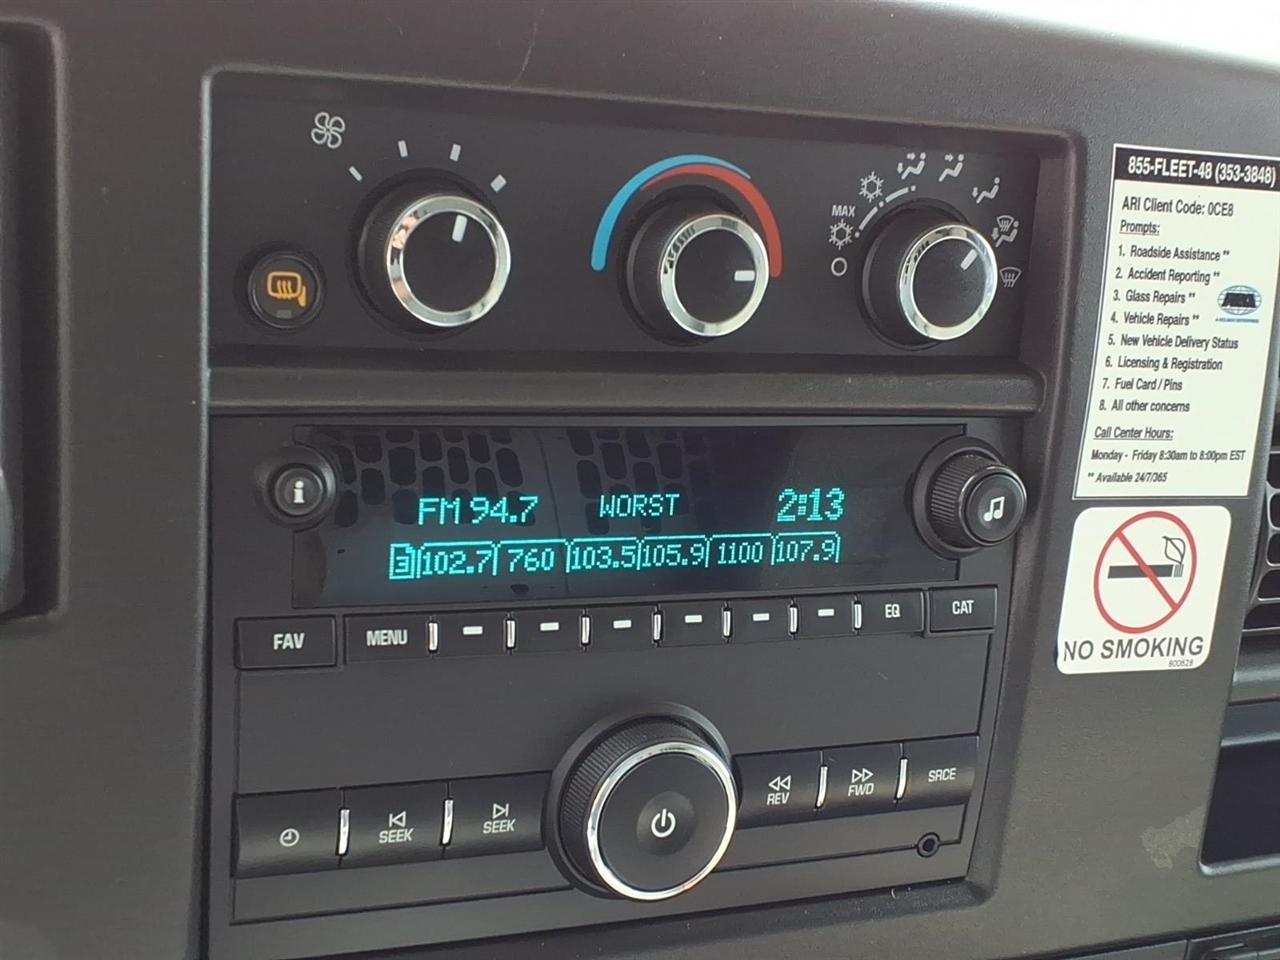 MAX
855-FLEET-48 (353-3848)
ARI Client Code: 0CE8
Prompts:
1. Roadside Assistance **
2. Accident Reporting **
3. Glass Repairs **
4. Vehicle Repairs **
5. New Vehicle Delivery Status
6. Licensing & Registration
7. Fuel Card / Pins
8. All other concerns
Call Center Hours:
Monday - Friday 8:30am to 8:00pm EST
** Available 24/7/365
ARI
i
FM 94.7 WORST 2:13
3 102.7 760 103.5 105.9 1100 107.9
FAV MENU EQ CAT
NO SMOKING
800628
SEEK SEEK REV FWD SRCE